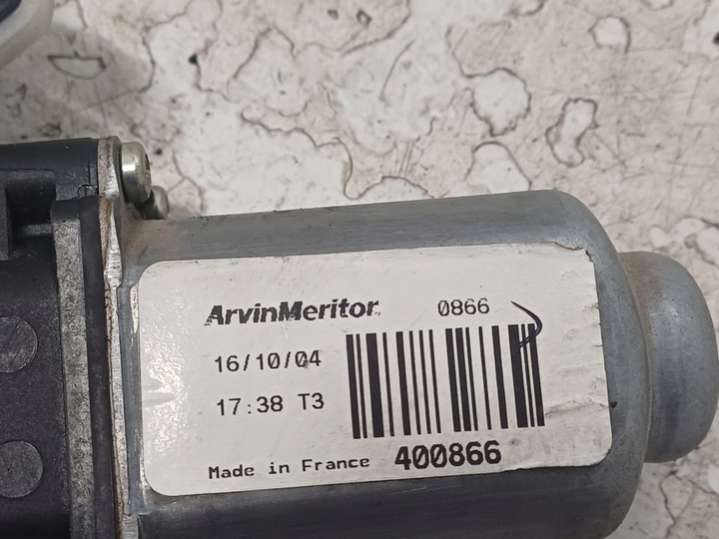 ArvinMeritor 0866
16/10/04
17:38 T3
Made in France 400866